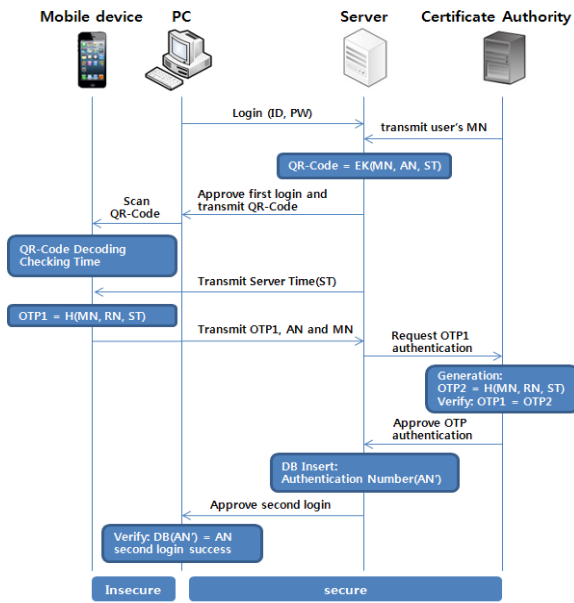 Mobile device
PC
Server
Certificate Authority
Login (ID, PW)
transmit user's MN
QR-Code = EK(MN, AN, ST)
Approve first login and
transmit QR-Code
Scan
QR-Code
QR-Code Decoding
Checking Time
Transmit Server Time(ST)
OTP1 = H(MN, RN, ST)
Transmit OTP1, AN and MN
Request OTP1
authentication
Generation:
OTP2 = H(MN, RN, ST)
Verify: OTP1 = OTP2
Approve OTP
authentication
DB Insert:
Authentication Number(AN')
Approve second login
Verify: DB(AN') = AN
second login success
Insecure
secure